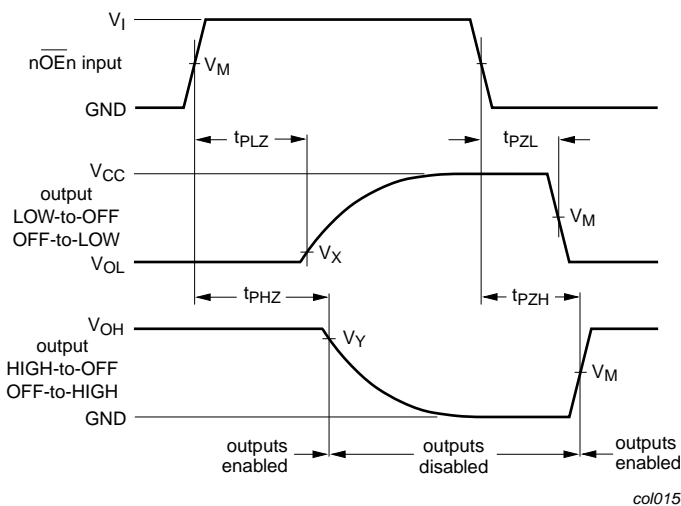 V_I
nO̅E̅n input
V_M
GND
t_PLZ
t_PZL
V_CC
output
LOW-to-OFF
OFF-to-LOW
V_M
V_X
V_OL
t_PHZ
t_PZH
V_OH
output
HIGH-to-OFF
OFF-to-HIGH
V_Y
V_M
GND
outputs
enabled
outputs
disabled
outputs
enabled
col015